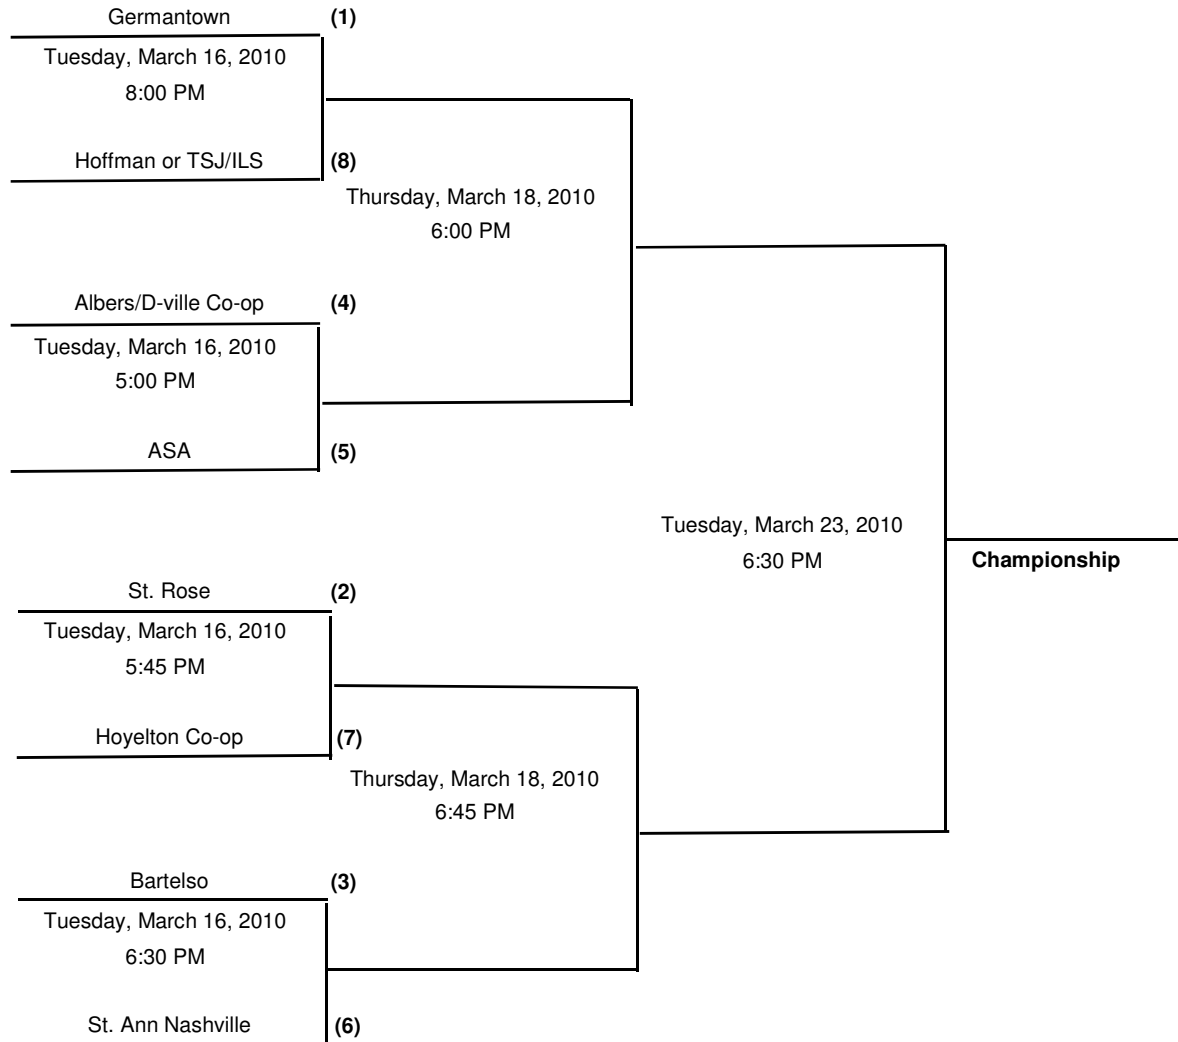 Germantown (1)
Tuesday, March 16, 2010
8:00 PM
Hoffman or TSJ/ILS (8)
Thursday, March 18, 2010
6:00 PM
Albers/D-ville Co-op (4)
Tuesday, March 16, 2010
5:00 PM
ASA (5)
Tuesday, March 23, 2010
6:30 PM
Championship
St. Rose (2)
Tuesday, March 16, 2010
5:45 PM
Hoyelton Co-op (7)
Thursday, March 18, 2010
6:45 PM
Bartelso (3)
Tuesday, March 16, 2010
6:30 PM
St. Ann Nashville (6)